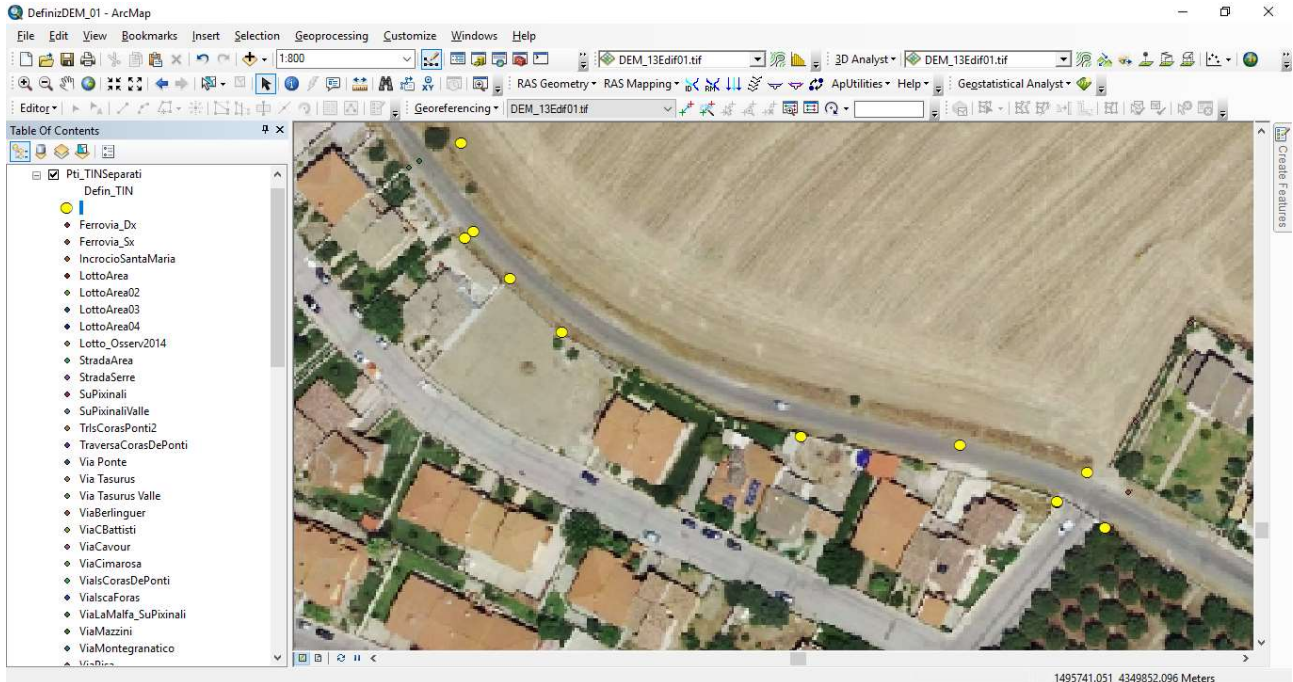 DefinizDEM_01 - ArcMap
File Edit View Bookmarks Insert Selection Geoprocessing Customize Windows Help
1:800 DEM_13Edif01.tif 3D Analyst DEM_13Edif01.tif
RAS Geometry RAS Mapping ApUtilities Help Geostatistical Analyst
Editor Georeferencing DEM_13Edif01.tif
Table Of Contents
Create Features
Pti_TINSeparati
Defin_TIN
Ferrovia_Dx
Ferrovia_Sx
IncrocioSantaMaria
LottoArea
LottoArea02
LottoArea03
LottoArea04
Lotto_Osserv2014
StradaArea
StradaSerre
SuPixinali
SuPixinaliValle
TrIsCorasPonti2
TraversaCorasDePonti
Via Ponte
Via Tasurus
Via Tasurus Valle
ViaBerlinguer
ViaCBattisti
ViaCavour
ViaCimarosa
ViaIsCorasDePonti
ViaIscaForas
ViaLaMalfa_SuPixinali
ViaMazzini
ViaMontegranatico
ViaPisa
1495741,051 4349852,096 Meters